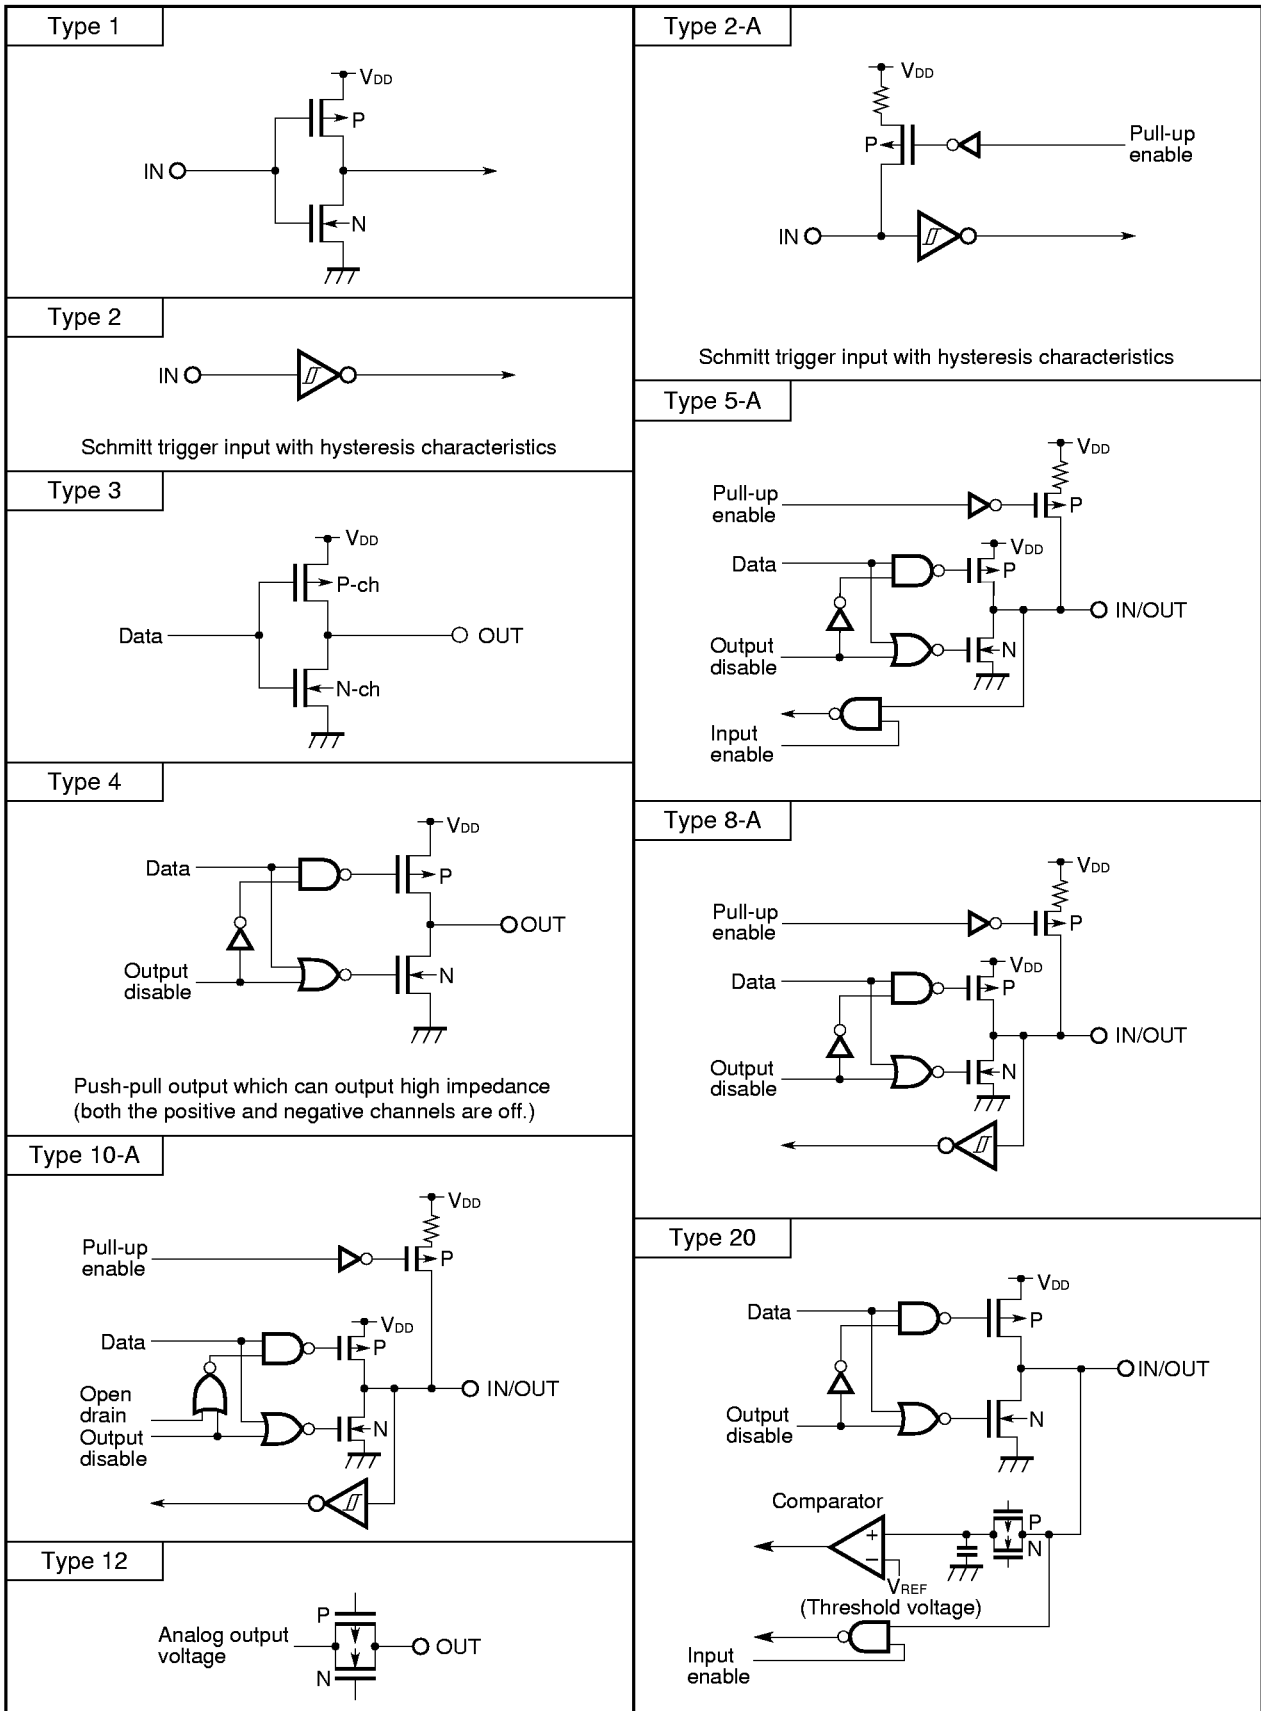 Type 1
VDD
P
IN
N
Type 2
IN
Schmitt trigger input with hysteresis characteristics
Type 3
VDD
P-ch
Data
OUT
N-ch
Type 4
VDD
Data
P
OUT
Output
disable
N
Push-pull output which can output high impedance
(both the positive and negative channels are off.)
Type 10-A
VDD
Pull-up
enable
P
VDD
Data
P
IN/OUT
Open
drain
N
Output
disable
Type 12
P
Analog output
voltage
OUT
N
Type 2-A
VDD
P
Pull-up
enable
IN
Schmitt trigger input with hysteresis characteristics
Type 5-A
VDD
Pull-up
enable
P
VDD
Data
P
IN/OUT
Output
disable
N
Input
enable
Type 8-A
VDD
Pull-up
enable
P
VDD
Data
P
IN/OUT
Output
disable
N
Type 20
VDD
Data
P
IN/OUT
Output
disable
N
Comparator
P
+
N
−
VREF
(Threshold voltage)
Input
enable